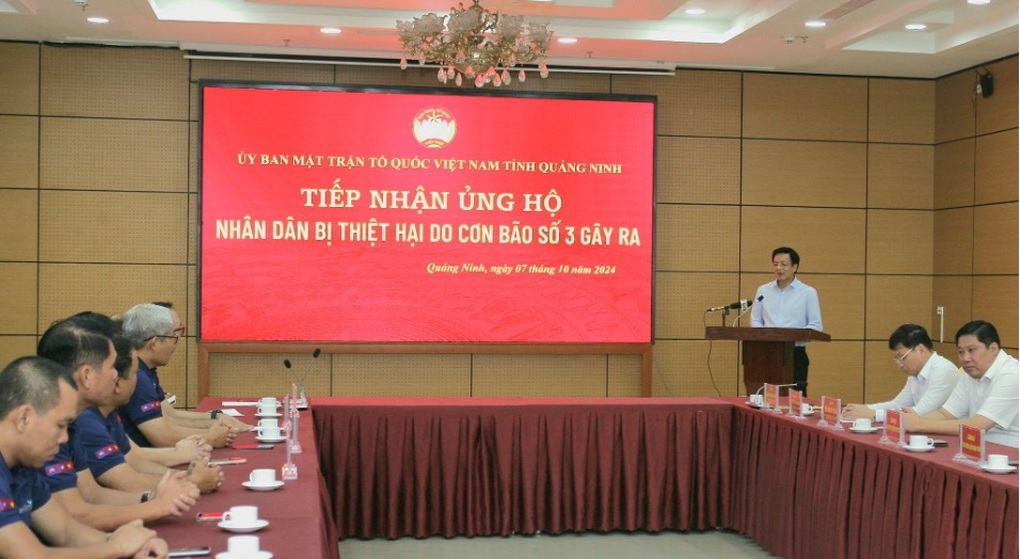 ỦY BAN MẶT TRẬN TỔ QUỐC VIỆT NAM TỈNH QUẢNG NINH
TIẾP NHẬN ỦNG HỘ
NHÂN DÂN BỊ THIỆT HẠI DO CƠN BÃO SỐ 3 GÂY RA
Quảng Ninh, ngày 07 tháng 10 năm 2024